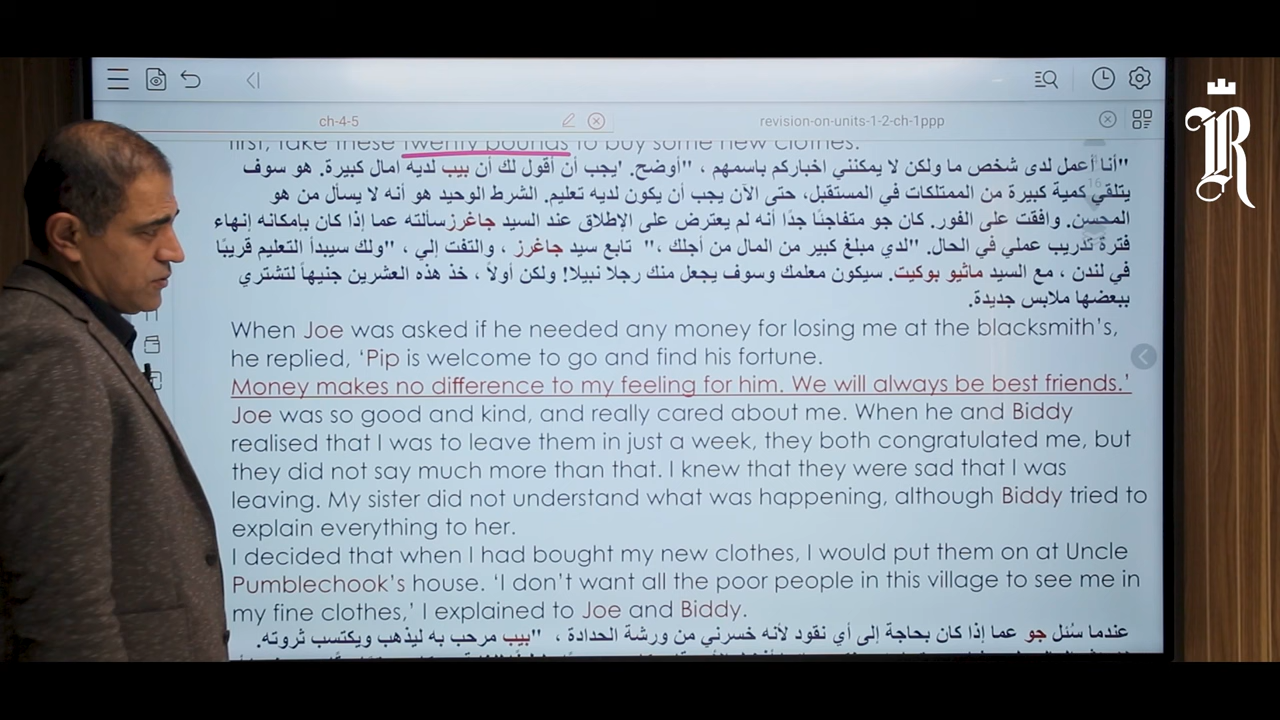 ch-4-5
revision-on-units-1-2-ch-1ppp
first, take these twenty pounds to buy some new clothes.
"أنا أعمل لدى شخص ما ولكن لا يمكنني اخباركم باسمهم ، "أوضح. 'يجب أن أقول لك أن بيب لديه آمال كبيرة. هو سوف
يتلقي كمية كبيرة من الممتلكات في المستقبل، حتى الآن يجب أن يكون لديه تعليم. الشرط الوحيد هو أنه لا يسأل من هو
المحسن. وافقت على الفور. كان جو متفاجئا جدًا أنه لم يعترض على الإطلاق عند السيد جاغرزسألته عما إذا كان بإمكانه إنهاء
فترة تدريب عملي في الحال. "لدي مبلغ كبير من المال من أجلك ،" تابع سيد جاغرز ، والتفت إلي ، "ولك سيبدأ التعليم قريبًا
في لندن ، مع السيد ماثيو بوكيت. سيكون معلمك وسوف يجعل منك رجلا نبيلا! ولكن أولاً ، خذ هذه العشرين جنيهاً لتشتري
ببعضها ملابس جديدة.
When Joe was asked if he needed any money for losing me at the blacksmith's,
he replied, 'Pip is welcome to go and find his fortune.
Money makes no difference to my feeling for him. We will always be best friends.'
Joe was so good and kind, and really cared about me. When he and Biddy
realised that I was to leave them in just a week, they both congratulated me, but
they did not say much more than that. I knew that they were sad that I was
leaving. My sister did not understand what was happening, although Biddy tried to
explain everything to her.
I decided that when I had bought my new clothes, I would put them on at Uncle
Pumblechook's house. 'I don't want all the poor people in this village to see me in
my fine clothes,' I explained to Joe and Biddy.
عندما سُئل جو عما إذا كان بحاجة إلى أي نقود لأنه خسرني من ورشة الحدادة ، "بيب مرحب به ليذهب ويكتسب ثروته.
R